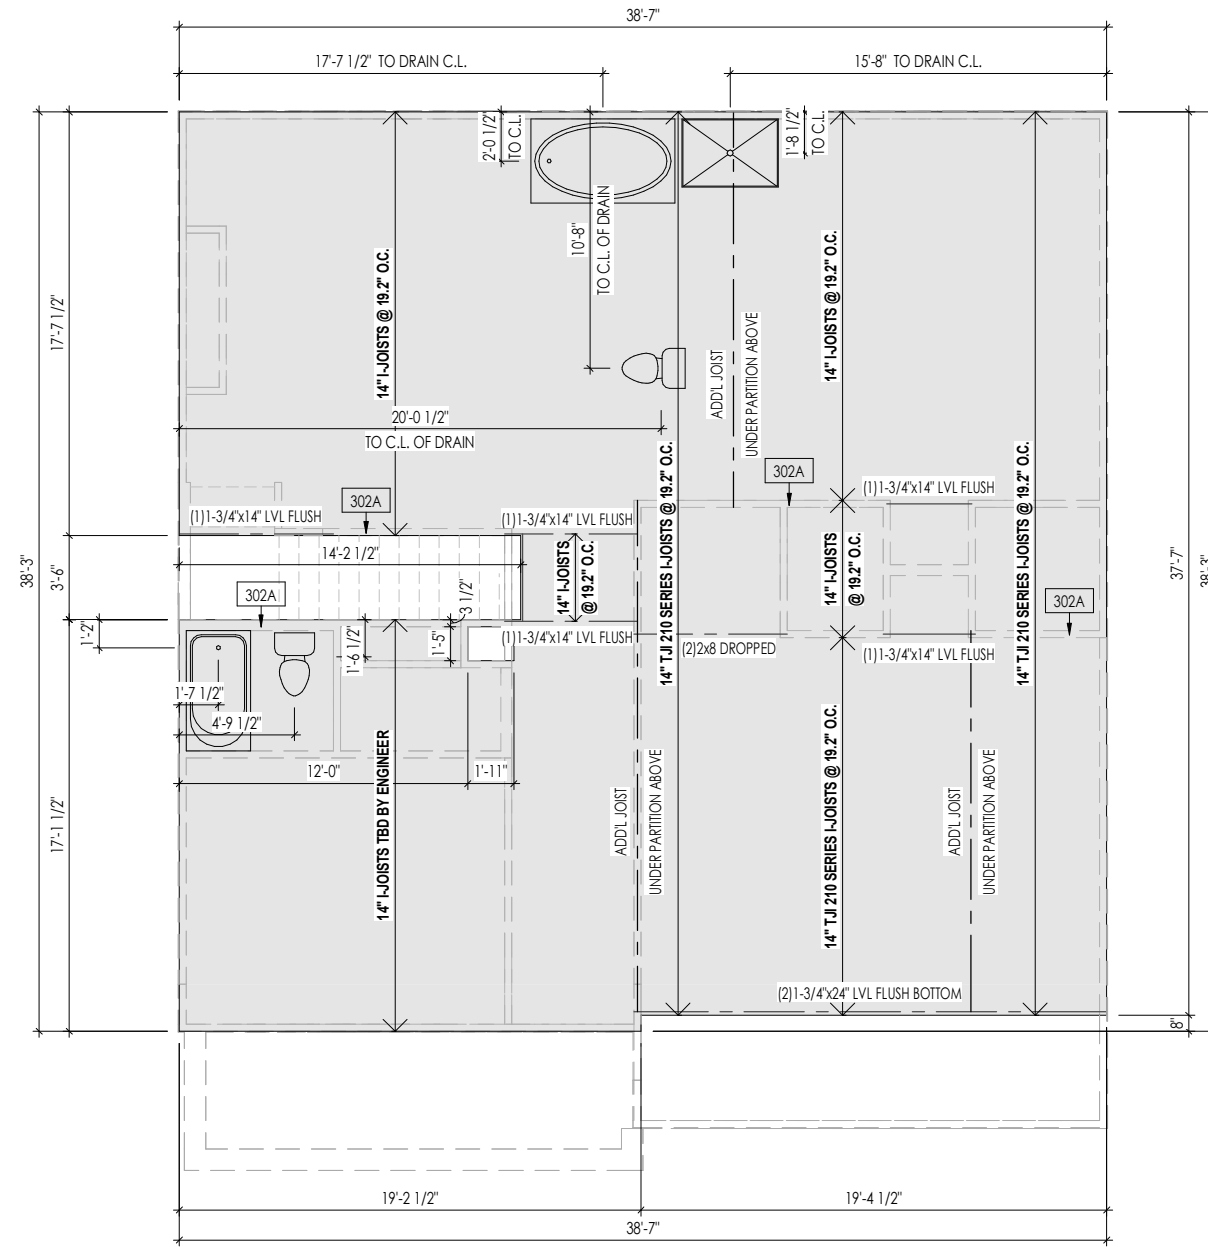 38'-7"
17'-7 1/2" TO DRAIN C.L.
15'-8" TO DRAIN C.L.
2'-0 1/2"
TO C.L.
1'-8 1/2"
TO C.L.
10'-8"
TO C.L. OF DRAIN
14" I-JOISTS @ 19.2" O.C.
14" I-JOISTS @ 19.2" O.C.
17'-7 1/2"
ADD'L JOIST
UNDER PARTITION ABOVE
20'-0 1/2"
TO C.L. OF DRAIN
14" TJI 210 SERIES I-JOISTS @ 19.2" O.C.
14" TJI 210 SERIES I-JOISTS @ 19.2" O.C.
302A
302A
(1)1-3/4"x14" LVL FLUSH
(1)1-3/4"x14" LVL FLUSH
(1)1-3/4"x14" LVL FLUSH
14'-2 1/2"
14" I-JOISTS
@ 19.2" O.C.
14" I-JOISTS
@ 19.2" O.C.
38'-3"
3'-6"
37'-7"
38'-3"
302A
302A
3 1/2"
1'-2"
1'-6 1/2"
1'-5"
(1)1-3/4"x14" LVL FLUSH
(2)2x8 DROPPED
(1)1-3/4"x14" LVL FLUSH
1'-7 1/2"
4'-9 1/2"
12'-0"
1'-11"
14" I-JOISTS TBD BY ENGINEER
17'-1 1/2"
ADD'L JOIST
UNDER PARTITION ABOVE
14" TJI 210 SERIES I-JOISTS @ 19.2" O.C.
ADD'L JOIST
UNDER PARTITION ABOVE
(2)1-3/4"x24" LVL FLUSH BOTTOM
8"
19'-2 1/2"
19'-4 1/2"
38'-7"